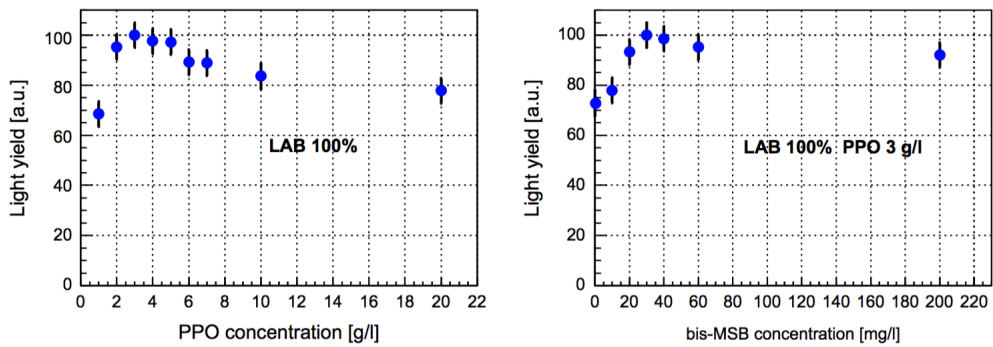 Light yield [a.u.]
100
80
60
40
20
0
LAB 100%
0 2 4 6 8 10 12 14 16 18 20 22
PPO concentration [g/l]
Light yield [a.u.]
100
80
60
40
20
0
LAB 100% PPO 3 g/l
0 20 40 60 80 100 120 140 160 180 200 220
bis-MSB concentration [mg/l]